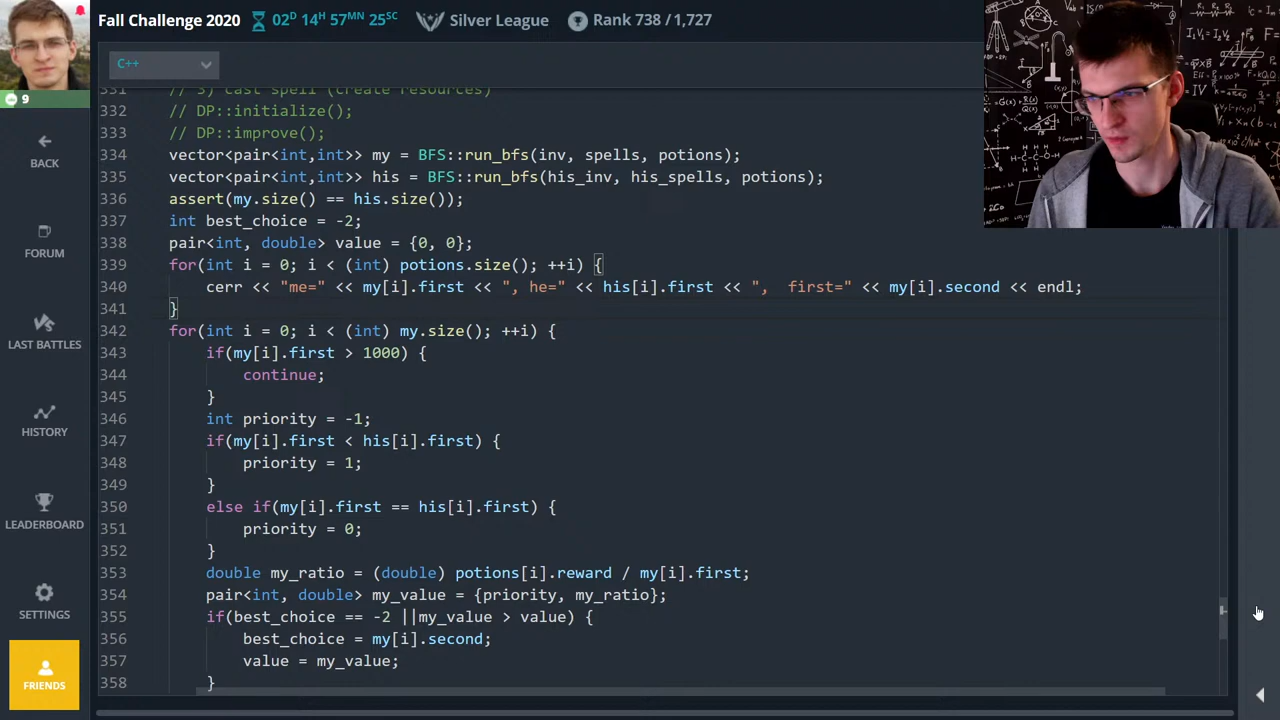 Fall Challenge 2020 02D 14H 57MN 25SC Silver League Rank 738 / 1,727
9
C++
BACK
FORUM
LAST BATTLES
HISTORY
LEADERBOARD
SETTINGS
FRIENDS
331 // 3) cast spell (create resources)
332 // DP::initialize();
333 // DP::improve();
334 vector<pair<int,int>> my = BFS::run_bfs(inv, spells, potions);
335 vector<pair<int,int>> his = BFS::run_bfs(his_inv, his_spells, potions);
336 assert(my.size() == his.size());
337 int best_choice = -2;
338 pair<int, double> value = {0, 0};
339 for(int i = 0; i < (int) potions.size(); ++i) {
340 cerr << "me=" << my[i].first << ", he=" << his[i].first << ",  first=" << my[i].second << endl;
341 }
342 for(int i = 0; i < (int) my.size(); ++i) {
343 if(my[i].first > 1000) {
344 continue;
345 }
346 int priority = -1;
347 if(my[i].first < his[i].first) {
348 priority = 1;
349 }
350 else if(my[i].first == his[i].first) {
351 priority = 0;
352 }
353 double my_ratio = (double) potions[i].reward / my[i].first;
354 pair<int, double> my_value = {priority, my_ratio};
355 if(best_choice == -2 ||my_value > value) {
356 best_choice = my[i].second;
357 value = my_value;
358 }